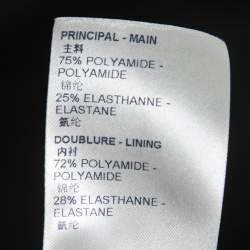 PRINCIPAL - MAIN
主料
75% POLYAMIDE -
POLYAMIDE
锦纶
25% ELASTHANNE -
ELASTANE
氨纶
DOUBLURE - LINING
内衬
72% POLYAMIDE -
POLYAMIDE
锦纶
28% ELASTHANNE -
ELASTANE
氨纶